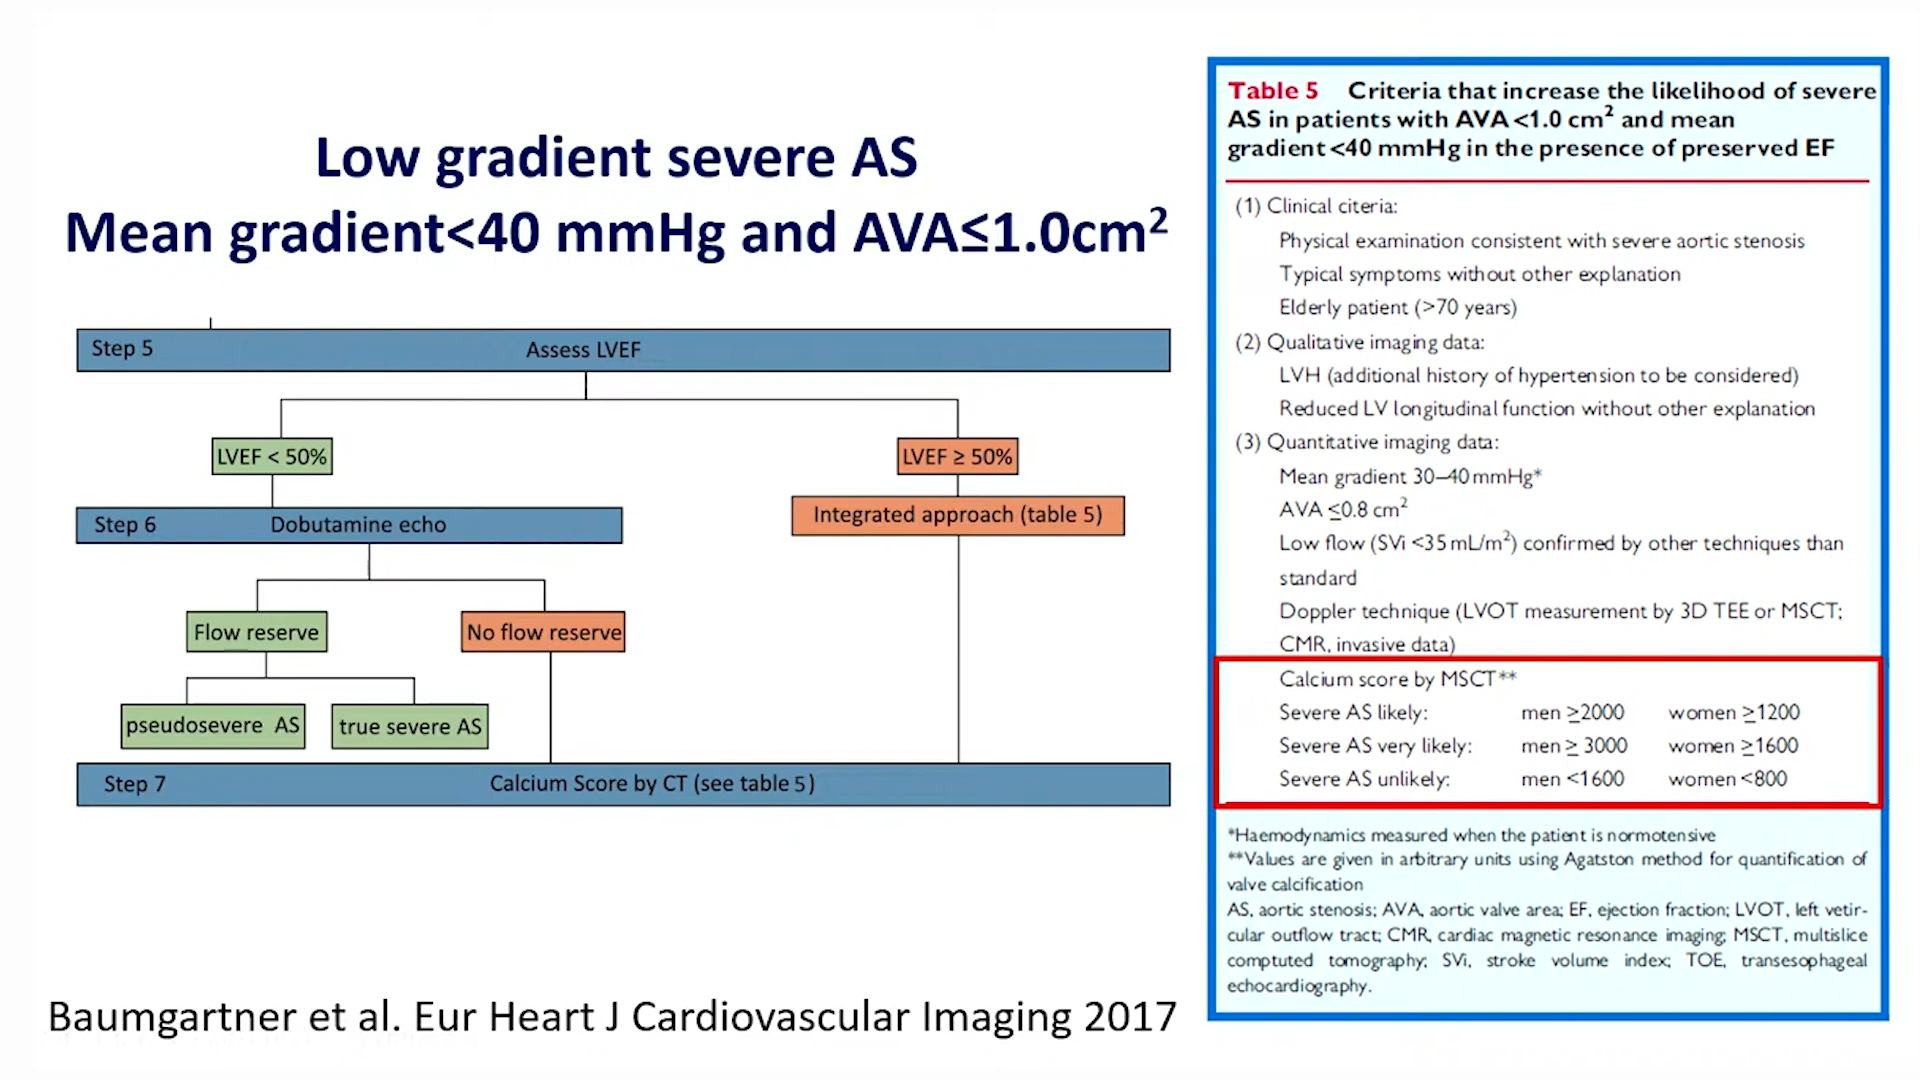 Low gradient severe AS
Mean gradient<40 mmHg and AVA≤1.0cm²
Step 5 Assess LVEF
LVEF < 50%
LVEF ≥ 50%
Step 6 Dobutamine echo
Integrated approach (table 5)
Flow reserve
No flow reserve
pseudosevere AS
true severe AS
Step 7 Calcium Score by CT (see table 5)
Baumgartner et al. Eur Heart J Cardiovascular Imaging 2017
Table 5 Criteria that increase the likelihood of severe
AS in patients with AVA <1.0 cm² and mean
gradient <40 mmHg in the presence of preserved EF
(1) Clinical citeria:
Physical examination consistent with severe aortic stenosis
Typical symptoms without other explanation
Elderly patient (>70 years)
(2) Qualitative imaging data:
LVH (additional history of hypertension to be considered)
Reduced LV longitudinal function without other explanation
(3) Quantitative imaging data:
Mean gradient 30–40 mmHg*
AVA ≤0.8 cm²
Low flow (SVi <35 mL/m²) confirmed by other techniques than
standard
Doppler technique (LVOT measurement by 3D TEE or MSCT;
CMR, invasive data)
Calcium score by MSCT**
Severe AS likely: men ≥2000 women ≥1200
Severe AS very likely: men ≥ 3000 women ≥1600
Severe AS unlikely: men <1600 women <800
*Haemodynamics measured when the patient is normotensive
**Values are given in arbitrary units using Agatston method for quantification of
valve calcification
AS, aortic stenosis; AVA, aortic valve area; EF, ejection fraction; LVOT, left vetir-
cular outflow tract; CMR, cardiac magnetic resonance imaging; MSCT, multislice
comptuted tomography; SVi, stroke volume index; TOE, transesophageal
echocardiography.